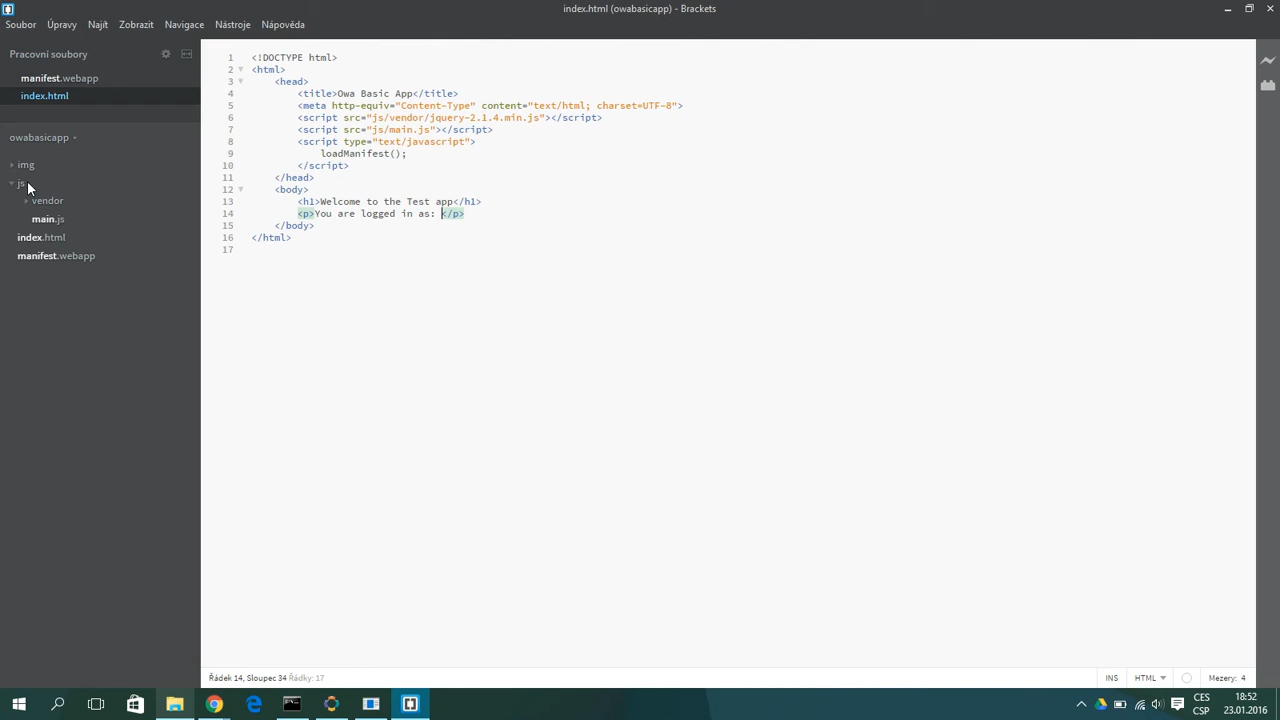 index.html (owabasicapp) - Brackets
Soubor Úpravy Najít Zobrazit Navigace Nástroje Nápověda
Pracovní soubory
manifest.webapp
index.html
owabasicapp
img
js
vendor
main.js
index.html
manifest.webapp
1 <!DOCTYPE html>
2 <html>
3 <head>
4 <title>Owa Basic App</title>
5 <meta http-equiv="Content-Type" content="text/html; charset=UTF-8">
6 <script src="js/vendor/jquery-2.1.4.min.js"></script>
7 <script src="js/main.js"></script>
8 <script type="text/javascript">
9 loadManifest();
10 </script>
11 </head>
12 <body>
13 <h1>Welcome to the Test app</h1>
14 <p>You are logged in as: </p>
15 </body>
16 </html>
17
Řádek 14, Sloupec 34 Řádky: 17
INS HTML Mezery: 4
CES 18:52
CSP 23.01.2016